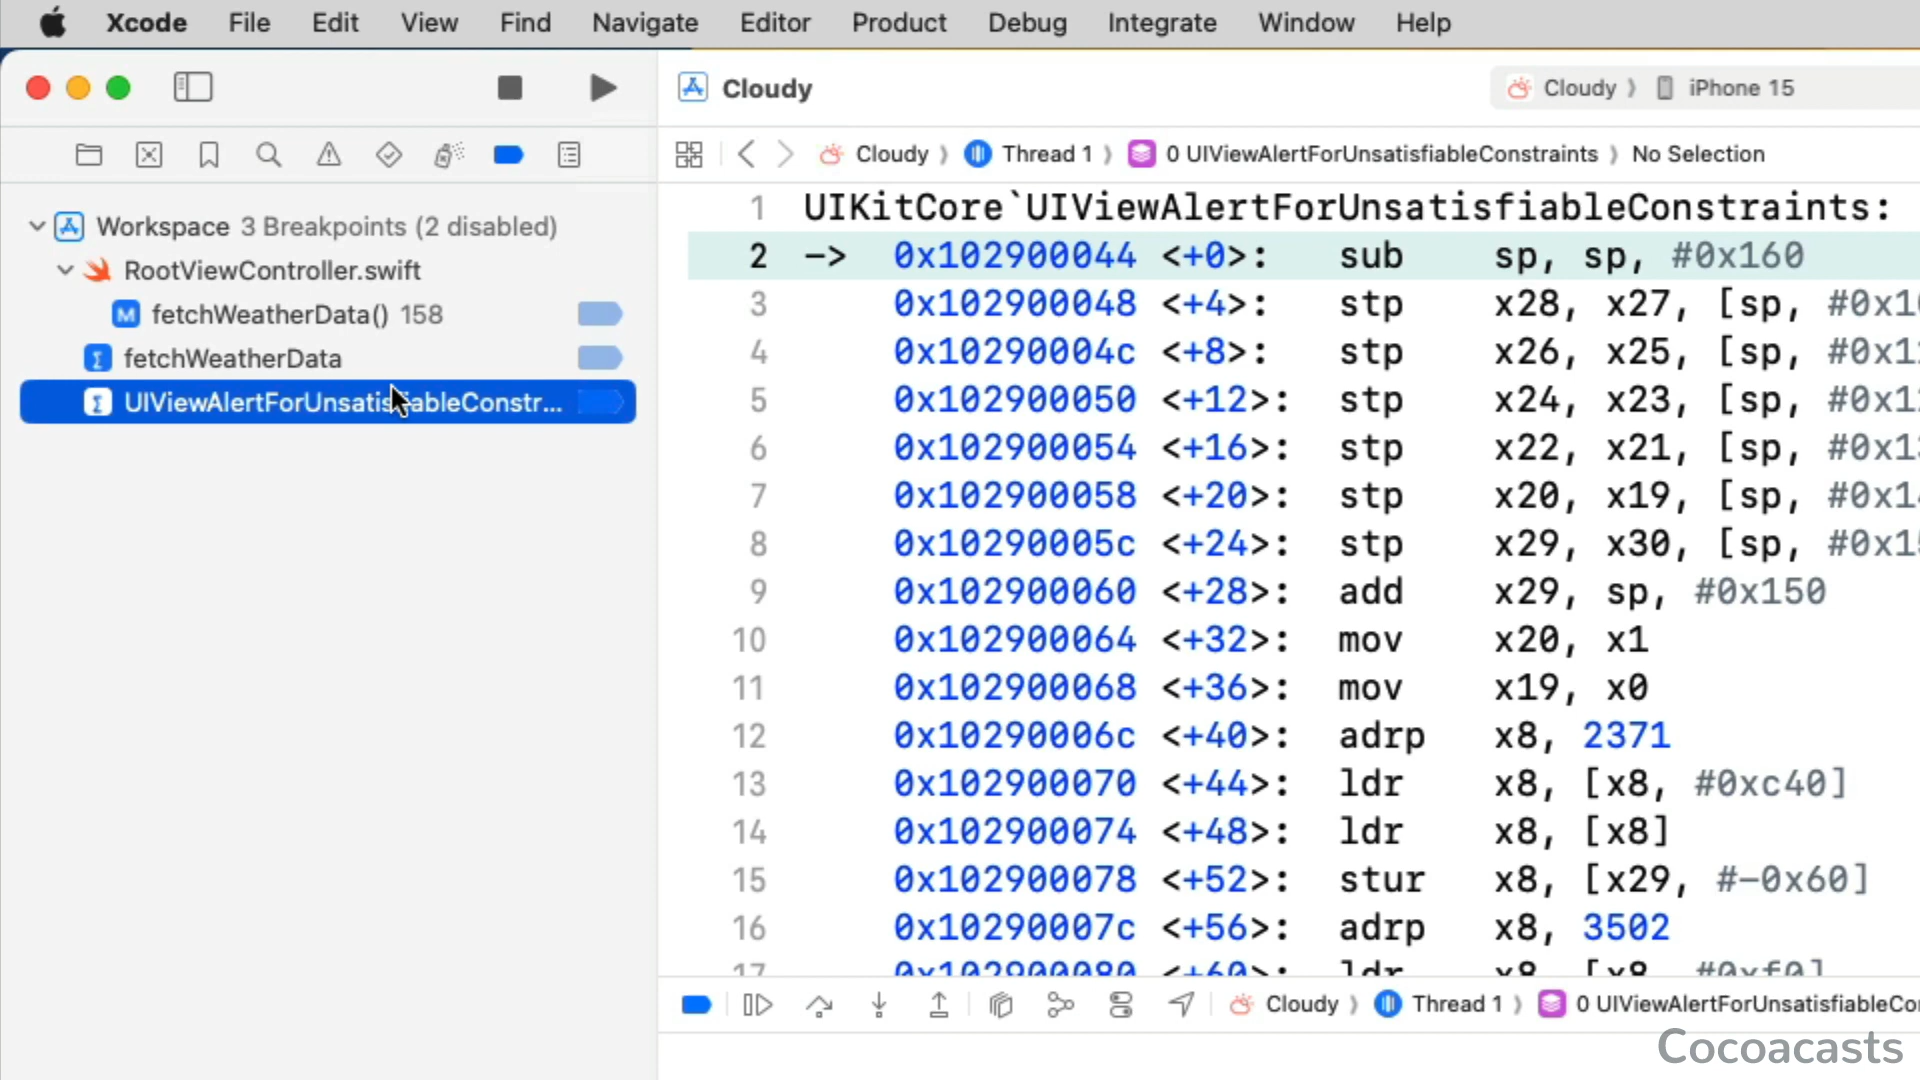 Xcode File Edit View Find Navigate Editor Product Debug Integrate Window Help
Cloudy
Cloudy iPhone 15
Cloudy Thread 1 0 UIViewAlertForUnsatisfiableConstraints No Selection
Workspace 3 Breakpoints (2 disabled)
RootViewController.swift
M fetchWeatherData() 158
Σ fetchWeatherData
Σ UIViewAlertForUnsatisfiableConstr...
1 UIKitCore`UIViewAlertForUnsatisfiableConstraints:
2 -> 0x102900044 <+0>: sub sp, sp, #0x160
3 0x102900048 <+4>: stp x28, x27, [sp,
4 0x10290004c <+8>: stp x26, x25, [sp,
5 0x102900050 <+12>: stp x24, x23, [sp,
6 0x102900054 <+16>: stp x22, x21, [sp,
7 0x102900058 <+20>: stp x20, x19, [sp,
8 0x10290005c <+24>: stp x29, x30, [sp,
9 0x102900060 <+28>: add x29, sp, #0x150
10 0x102900064 <+32>: mov x20, x1
11 0x102900068 <+36>: mov x19, x0
12 0x10290006c <+40>: adrp x8, 2371
13 0x102900070 <+44>: ldr x8, [x8, #0xc40]
14 0x102900074 <+48>: ldr x8, [x8]
15 0x102900078 <+52>: stur x8, [x29, #-0x60]
16 0x10290007c <+56>: adrp x8, 3502
17 0x102900080 <+60>: ldr x8, [x8, #0xf0]
Cloudy Thread 1 0 UIViewAlertForUnsatisfiableCo
Cocoacasts